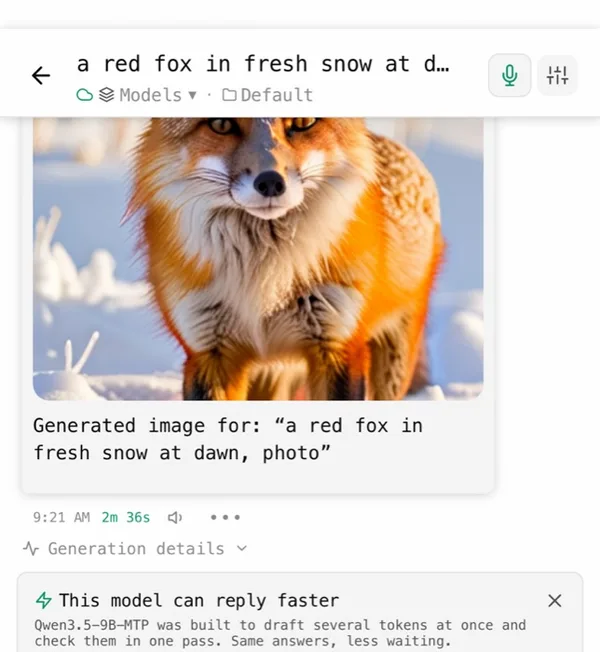 a red fox in fresh snow at d…
Models ▾ · Default
Generated image for: “a red fox in
fresh snow at dawn, photo”
9:21 AM 2m 36s
Generation details
This model can reply faster
Qwen3.5-9B-MTP was built to draft several tokens at once and
check them in one pass. Same answers, less waiting.